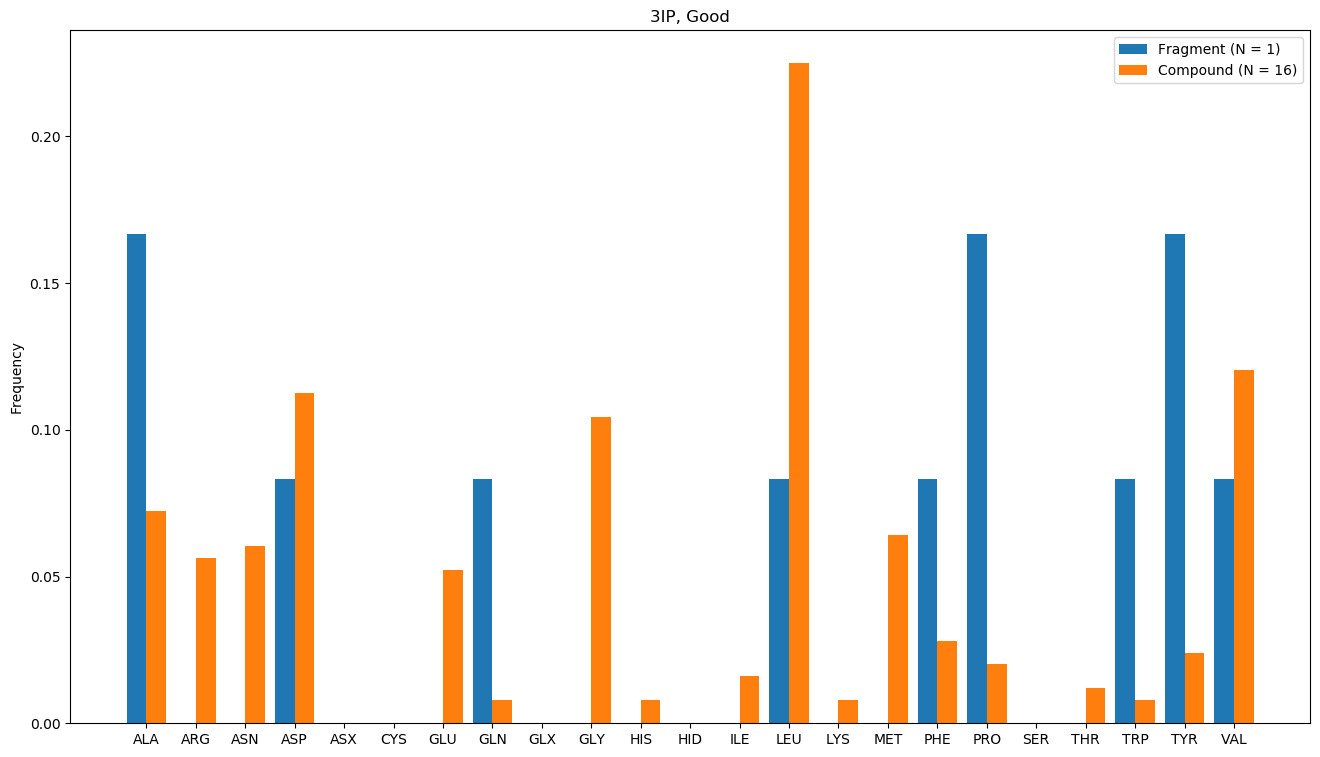 3IP, Good
Fragment (N = 1)
Compound (N = 16)
Frequency
0.20
0.15
0.10
0.05
0.00
ALA ARG ASN ASP ASX CYS GLU GLN GLX GLY HIS HID ILE LEU LYS MET PHE PRO SER THR TRP TYR VAL